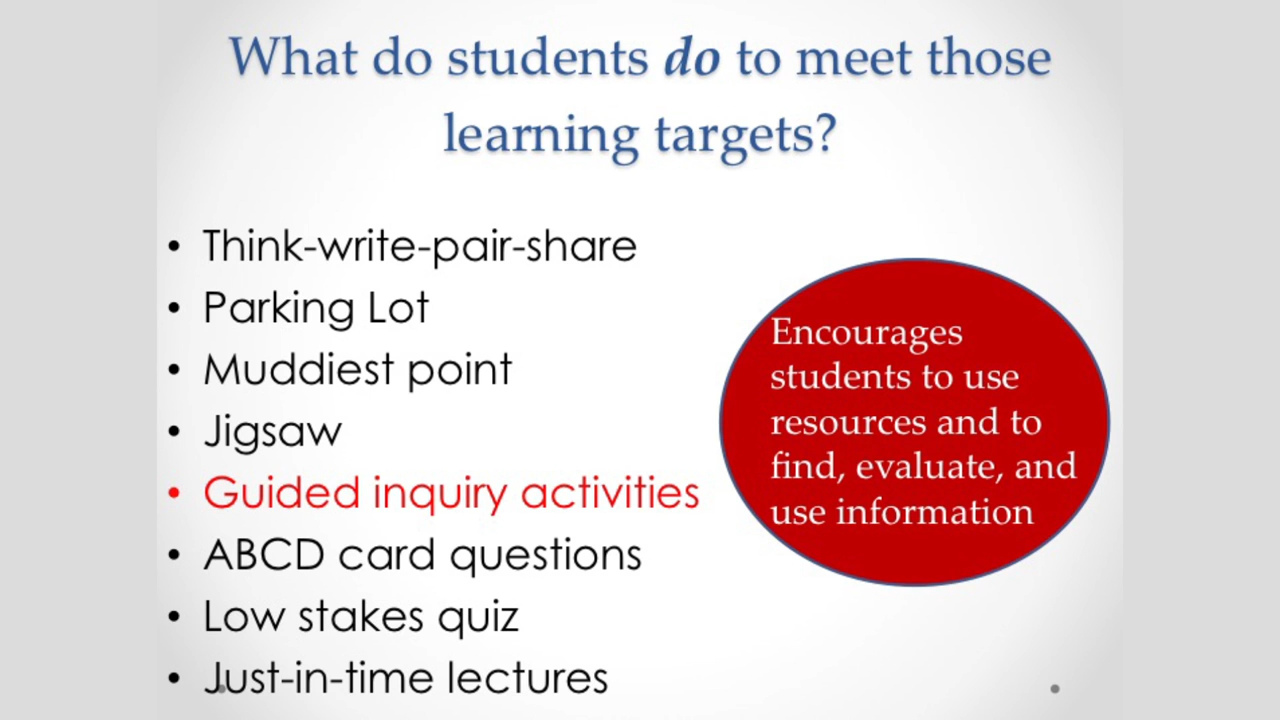 What do students do to meet those
learning targets?
• Think-write-pair-share
• Parking Lot
• Muddiest point
• Jigsaw
• Guided inquiry activities
• ABCD card questions
• Low stakes quiz
• Just-in-time lectures
Encourages
students to use
resources and to
find, evaluate, and
use information